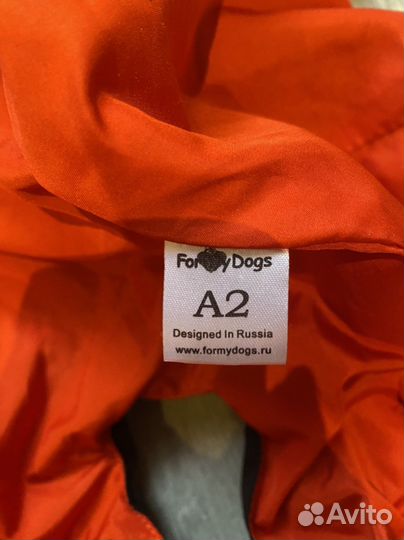 ForMyDogs
A2
Designed In Russia
www.formydogs.ru
Avito